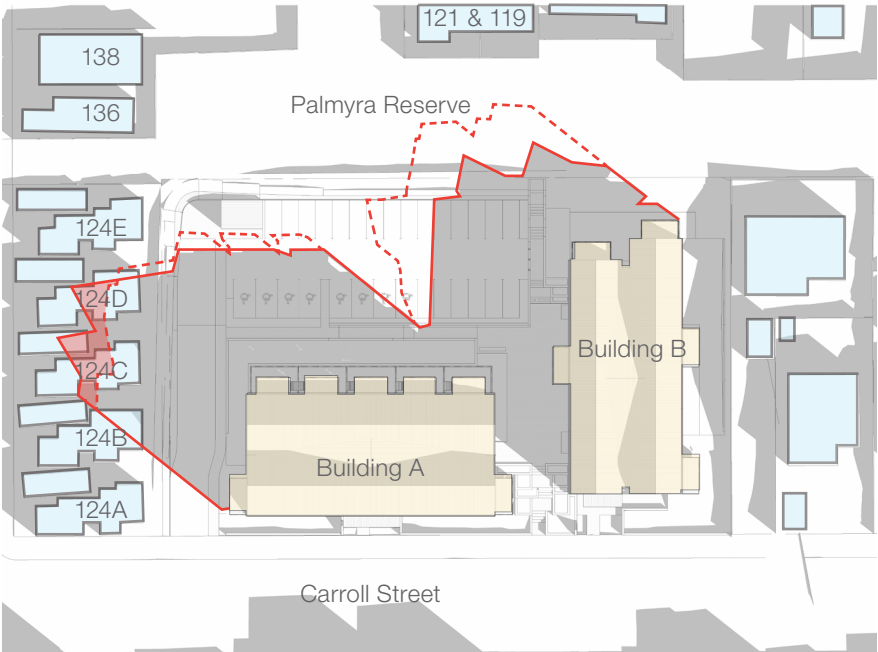 121 & 119
138
Palmyra Reserve
136
124E
124D
Building B
124C
124B
Building A
124A
Carroll Street